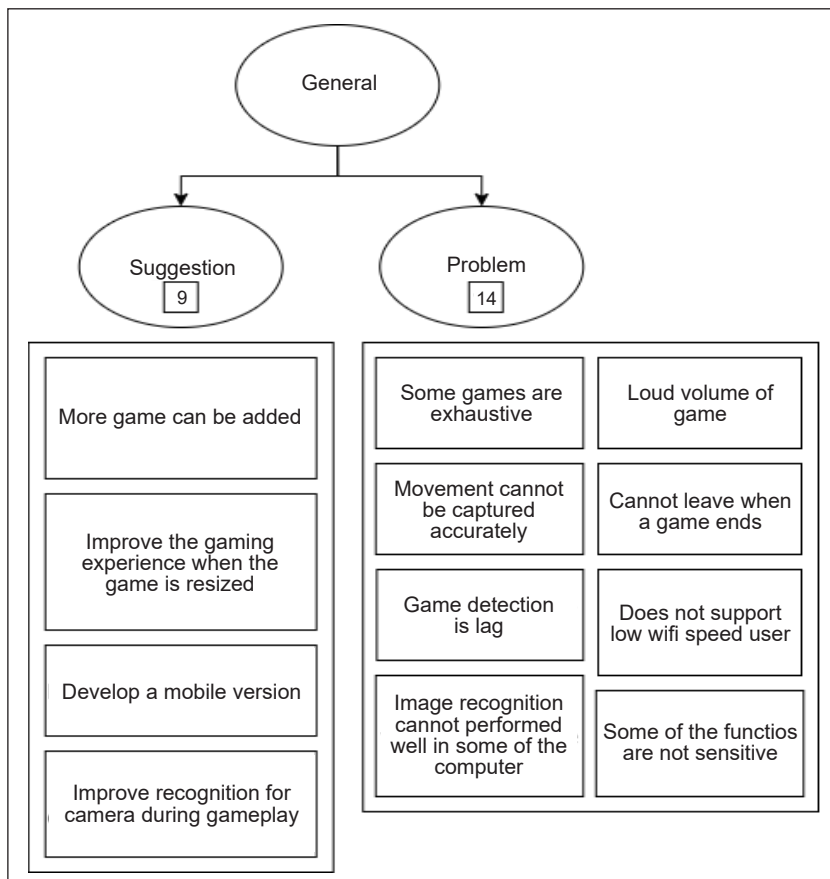 General
Suggestion
9
Problem
14
More game can be added
Improve the gaming
experience when the
game is resized
Develop a mobile version
Improve recognition for
camera during gameplay
Some games are
exhaustive
Movement cannot
be captured
accurately
Game detection
is lag
Image recognition
cannot performed
well in some of the
computer
Loud volume of
game
Cannot leave when
a game ends
Does not support
low wifi speed user
Some of the functios
are not sensitive